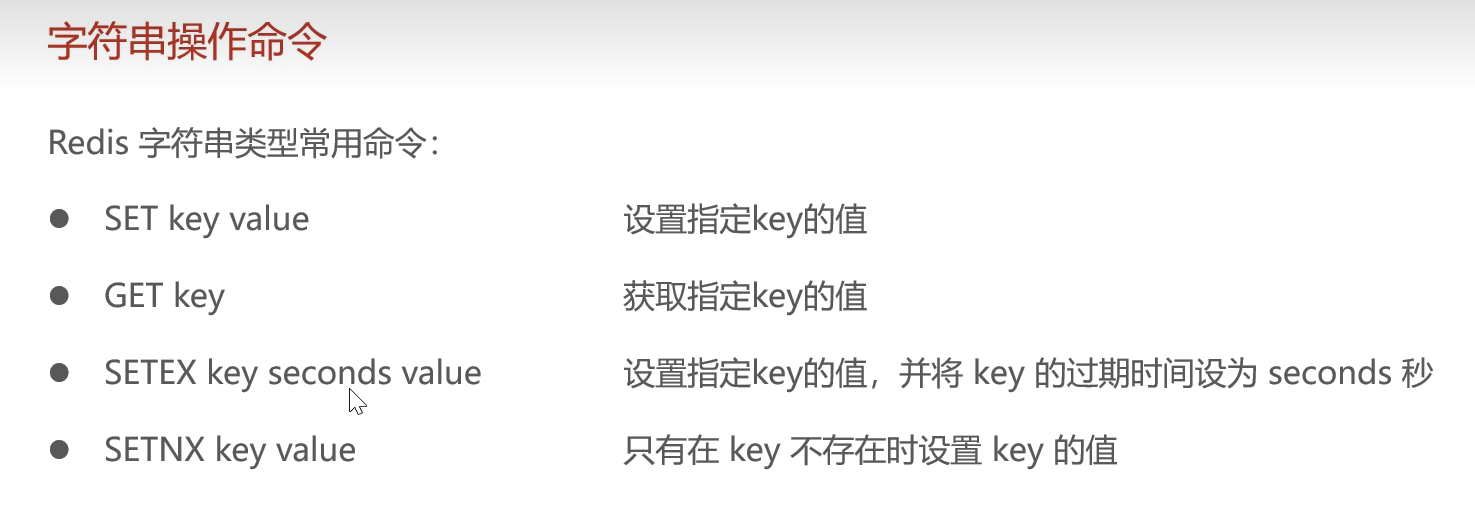 字符串操作命令
Redis 字符串类型常用命令：
● SET key value 设置指定key的值
● GET key 获取指定key的值
● SETEX key seconds value 设置指定key的值，并将 key 的过期时间设为 seconds 秒
● SETNX key value 只有在 key 不存在时设置 key 的值